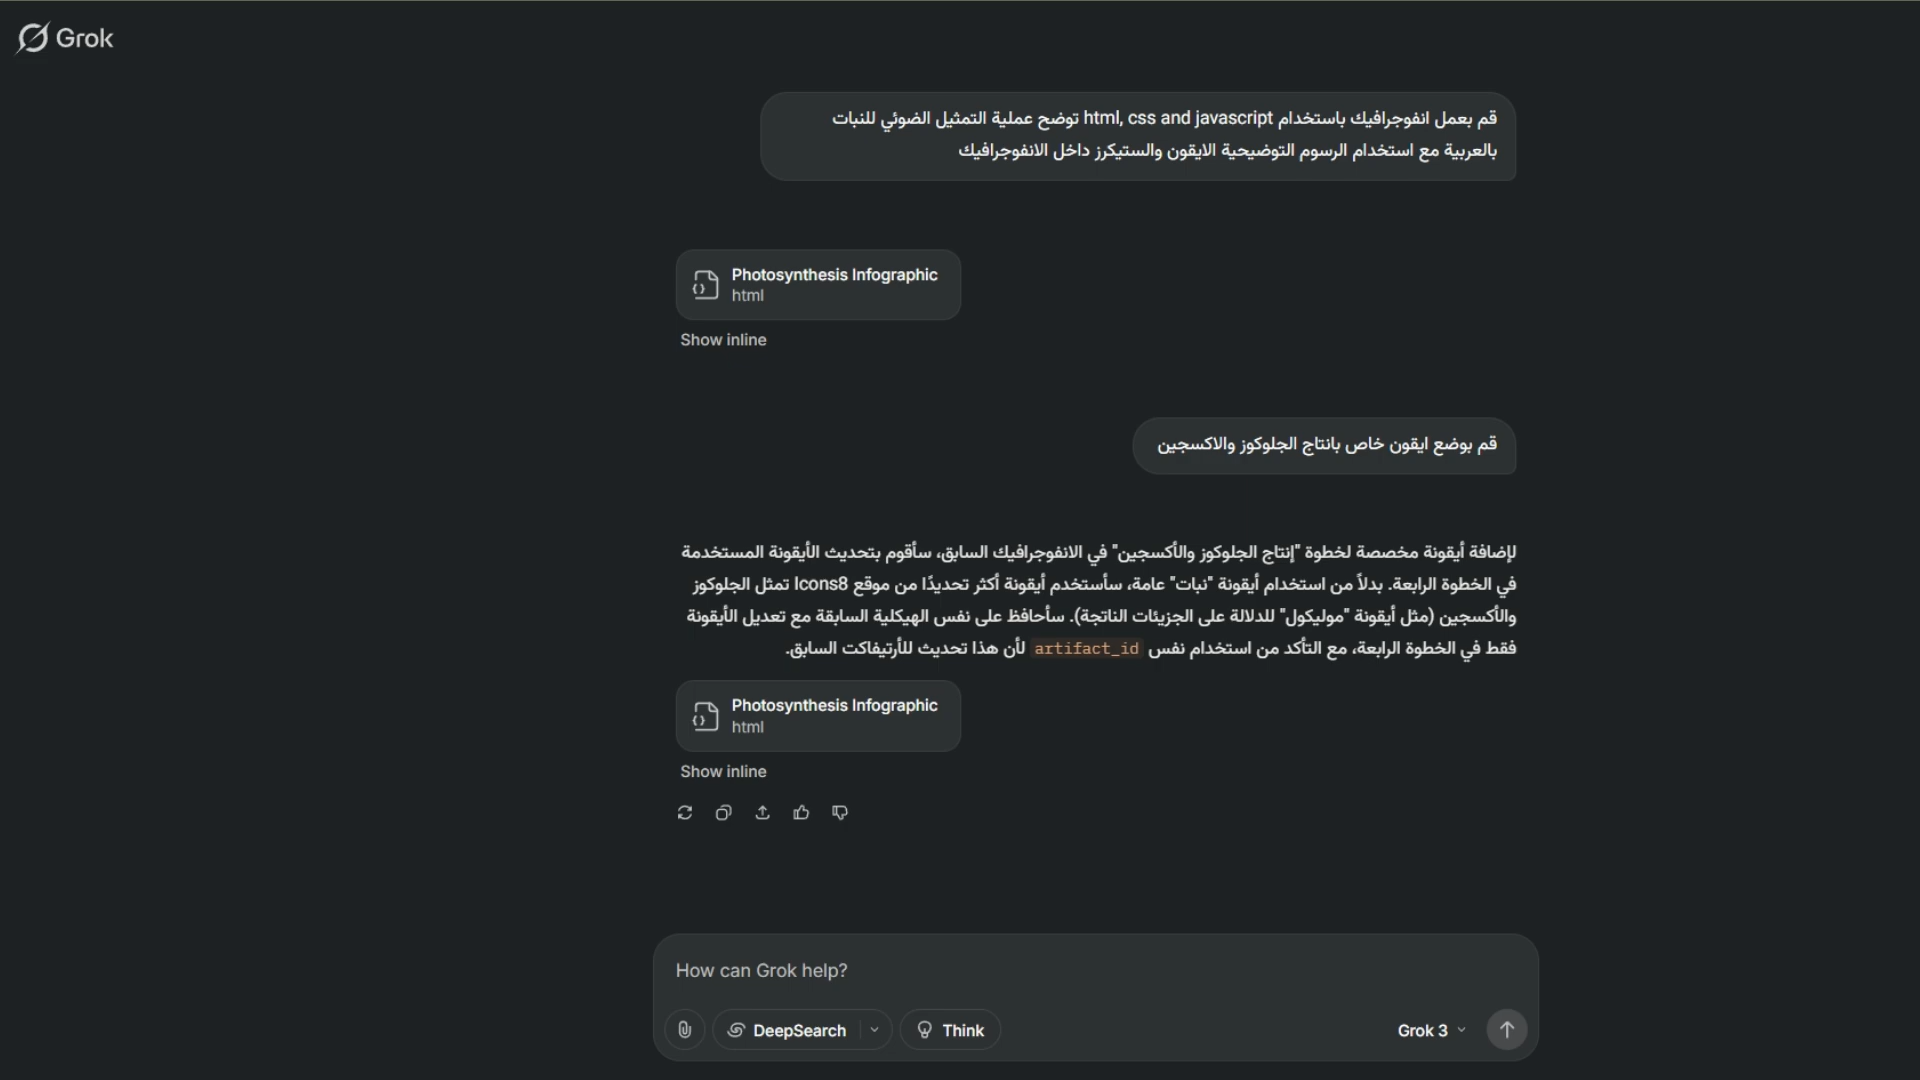 Grok
قم بعمل انفوجرافيك باستخدام html, css and javascript توضح عملية التمثيل الضوئي للنبات
بالعربية مع استخدام الرسوم التوضيحية الايقون والستيكرز داخل الانفوجرافيك
Photosynthesis Infographic
html
Show inline
قم بوضع ايقون خاص بانتاج الجلوكوز والاكسجين
لإضافة أيقونة مخصصة لخطوة "إنتاج الجلوكوز والأكسجين" في الانفوجرافيك السابق، سأقوم بتحديث الأيقونة المستخدمة
في الخطوة الرابعة. بدلاً من استخدام أيقونة "نبات" عامة، سأستخدم أيقونة أكثر تحديدًا من موقع Icons8 تمثل الجلوكوز
والأكسجين (مثل أيقونة "موليكول" للدلالة على الجزيئات الناتجة). سأحافظ على نفس الهيكلية السابقة مع تعديل الأيقونة
فقط في الخطوة الرابعة، مع التأكد من استخدام نفس artifact_id لأن هذا تحديث للأرتيفاكت السابق.
Photosynthesis Infographic
html
Show inline
How can Grok help?
DeepSearch
Think
Grok 3